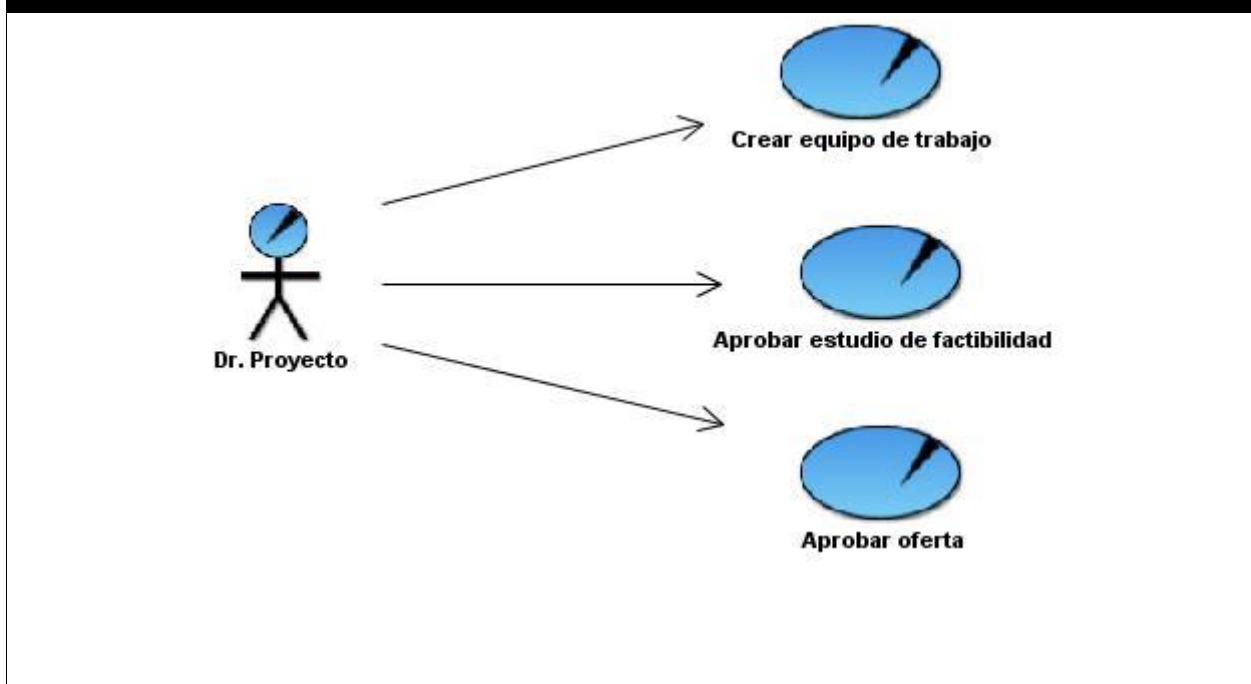 Crear equipo de trabajo
Aprobar estudio de factibilidad
Dr. Proyecto
Aprobar oferta